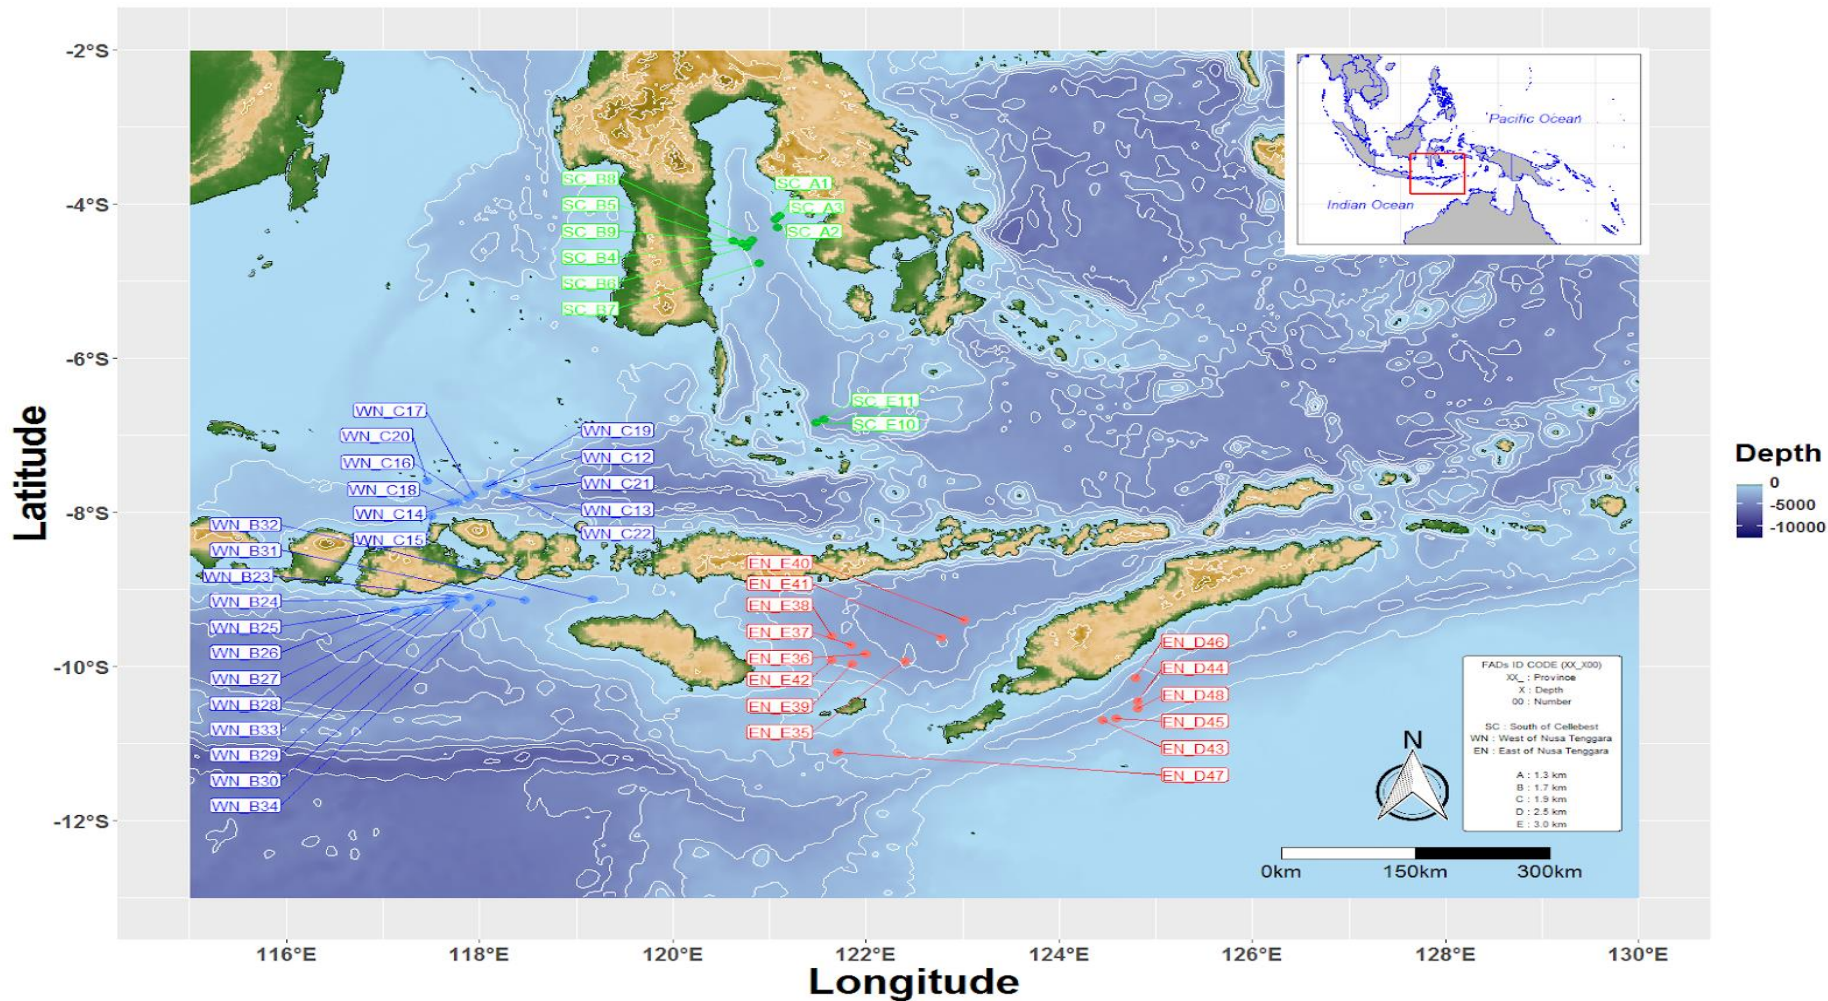 -2°S
-4°S
-6°S
-8°S
-10°S
-12°S
Latitude
116°E
118°E
120°E
122°E
124°E
126°E
128°E
130°E
Longitude
SC_B8
SC_B5
SC_B9
SC_B4
SC_B6
SC_B7
SC_A1
SC_A3
SC_A2
SC_E11
SC_E10
WN_C17
WN_C20
WN_C16
WN_C18
WN_C14
WN_C15
WN_C19
WN_C12
WN_C21
WN_C13
WN_C22
WN_B32
WN_B31
WN_B23
WN_B24
WN_B25
WN_B26
WN_B27
WN_B28
WN_B33
WN_B29
WN_B30
WN_B34
EN_E40
EN_E41
EN_E38
EN_E37
EN_E36
EN_E42
EN_E39
EN_E35
EN_D46
EN_D44
EN_D48
EN_D45
EN_D43
EN_D47
Pacific Ocean
Indian Ocean
FADs ID CODE (XX_X00)
XX_ : Province
X : Depth
00 : Number
SC : South of Cellebest
WN : West of Nusa Tenggara
EN : East of Nusa Tenggara
A : 1.3 km
B : 1.7 km
C : 1.9 km
D : 2.5 km
E : 3.0 km
N
0km
150km
300km
Depth
0
-5000
-10000